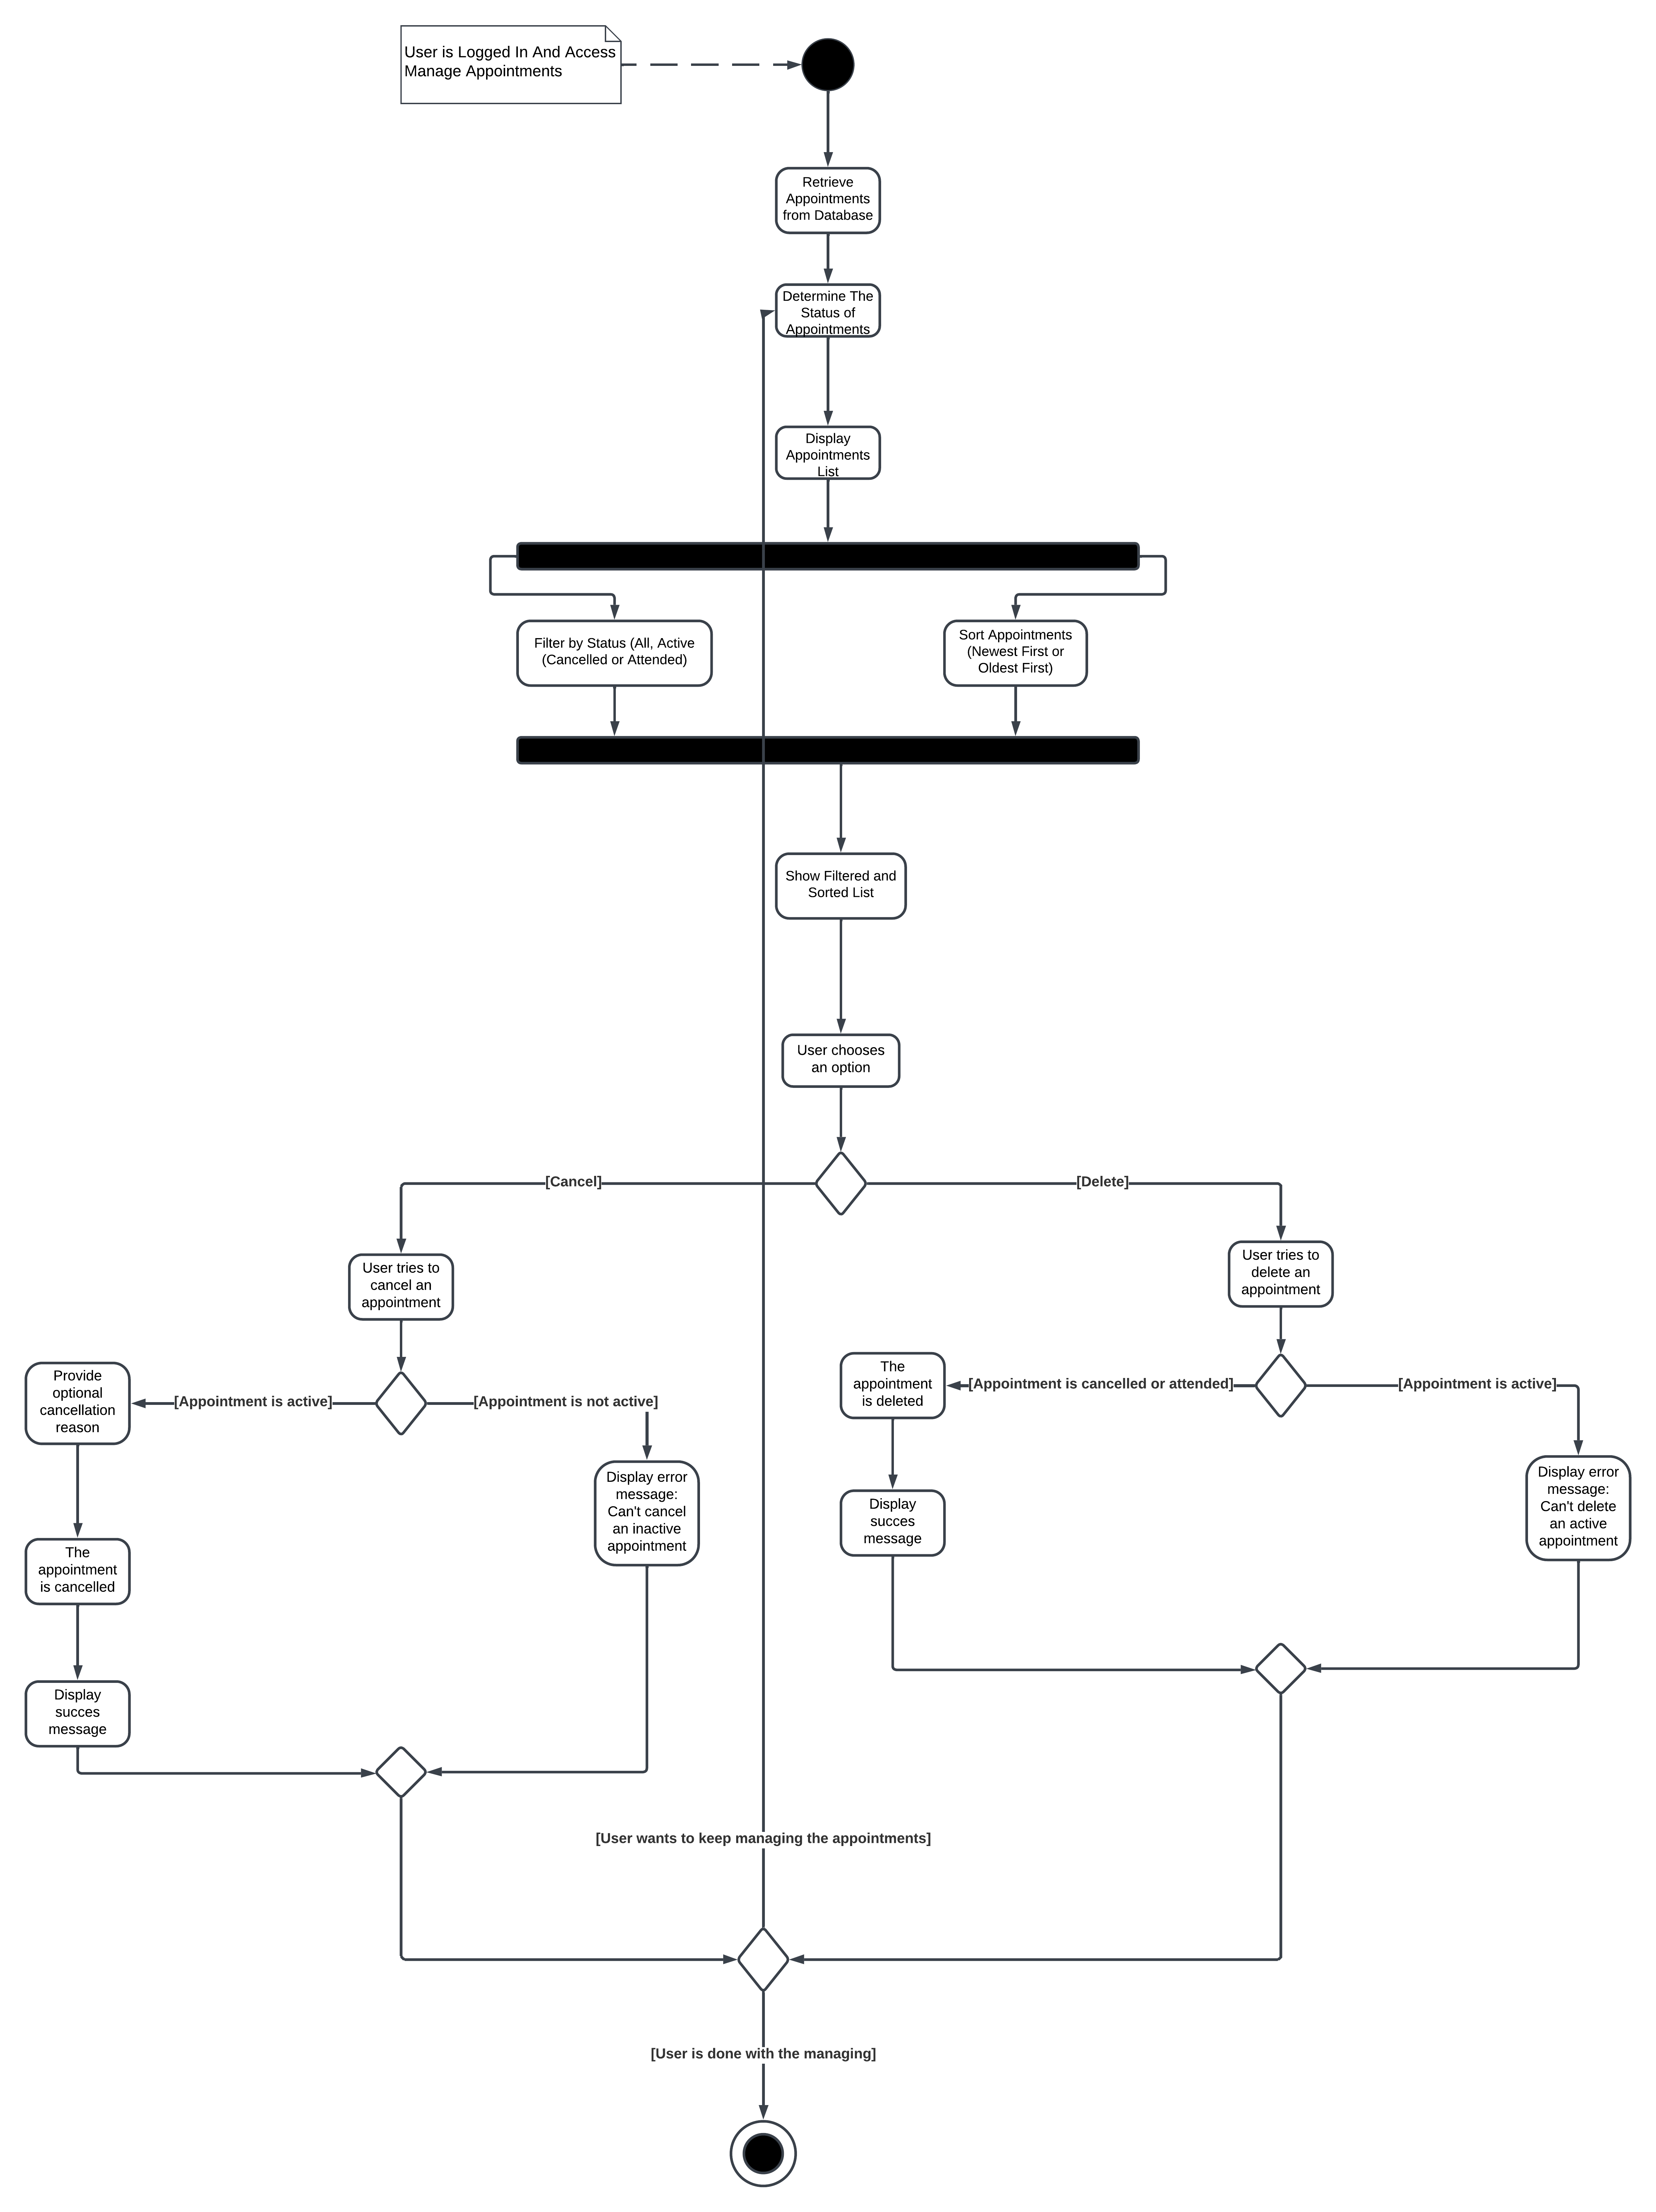 User is Logged In And Access
Manage Appointments
Retrieve
Appointments
from Database
Determine The
Status of
Appointments
Display
Appointments
List
Filter by Status (All, Active
(Cancelled or Attended)
Sort Appointments
(Newest First or
Oldest First)
Show Filtered and
Sorted List
User chooses
an option
[Cancel]
[Delete]
User tries to
cancel an
appointment
User tries to
delete an
appointment
Provide
optional
cancellation
reason
[Appointment is active]
[Appointment is not active]
The
appointment
is deleted
[Appointment is cancelled or attended]
[Appointment is active]
Display error
message:
Can't cancel
an inactive
appointment
Display
succes
message
Display error
message:
Can't delete
an active
appointment
The
appointment
is cancelled
Display
succes
message
[User wants to keep managing the appointments]
[User is done with the managing]